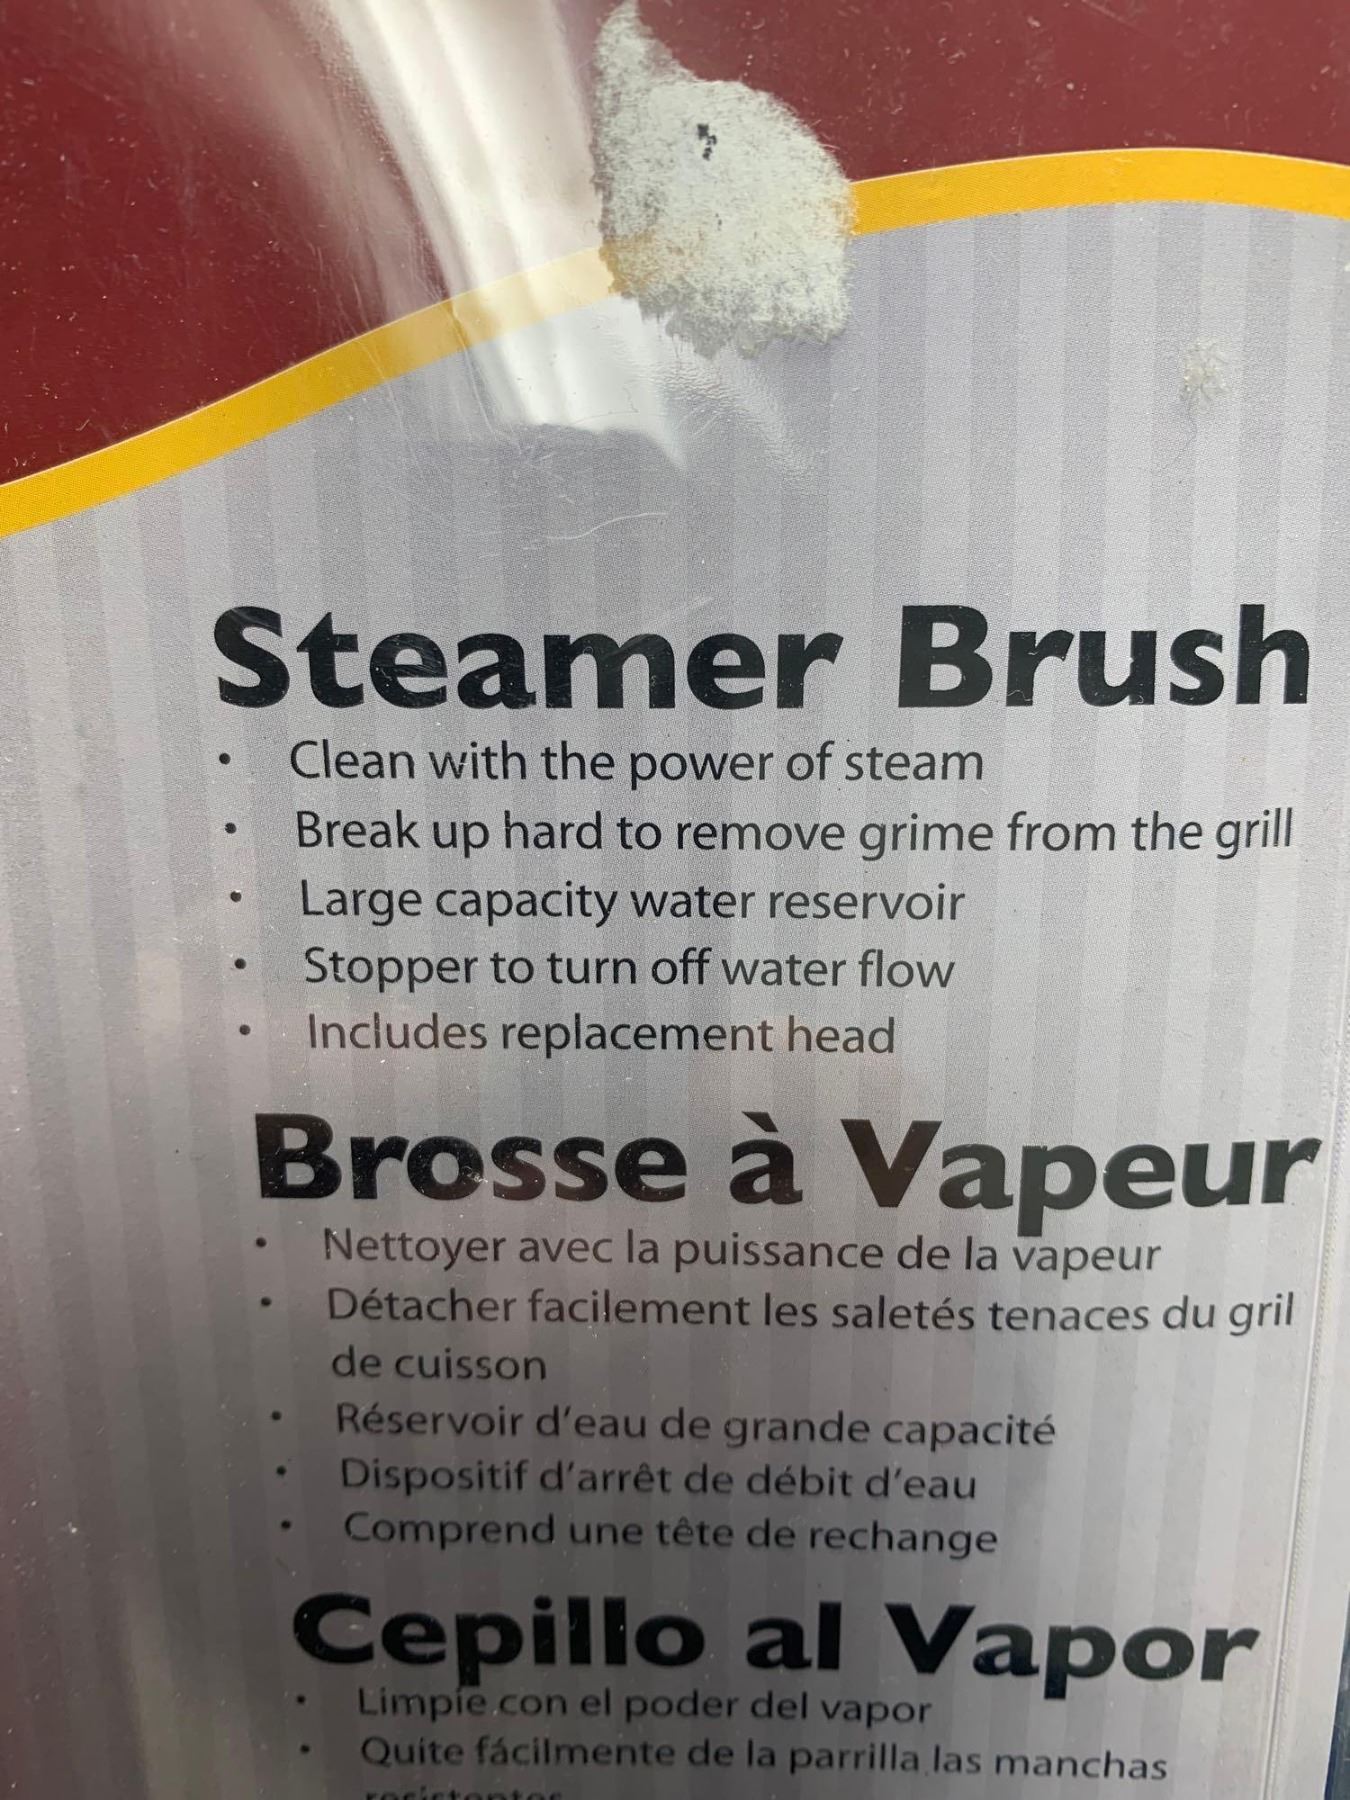 Steamer Brush
• Clean with the power of steam
• Break up hard to remove grime from the grill
• Large capacity water reservoir
• Stopper to turn off water flow
• Includes replacement head
Brosse à Vapeur
• Nettoyer avec la puissance de la vapeur
• Détacher facilement les saletés tenaces du gril
de cuisson
• Réservoir d'eau de grande capacité
• Dispositif d'arrêt de débit d'eau
• Comprend une tête de rechange
Cepillo al Vapor
• Limpie con el poder del vapor
• Quite fácilmente de la parrilla las manchas
resistentes